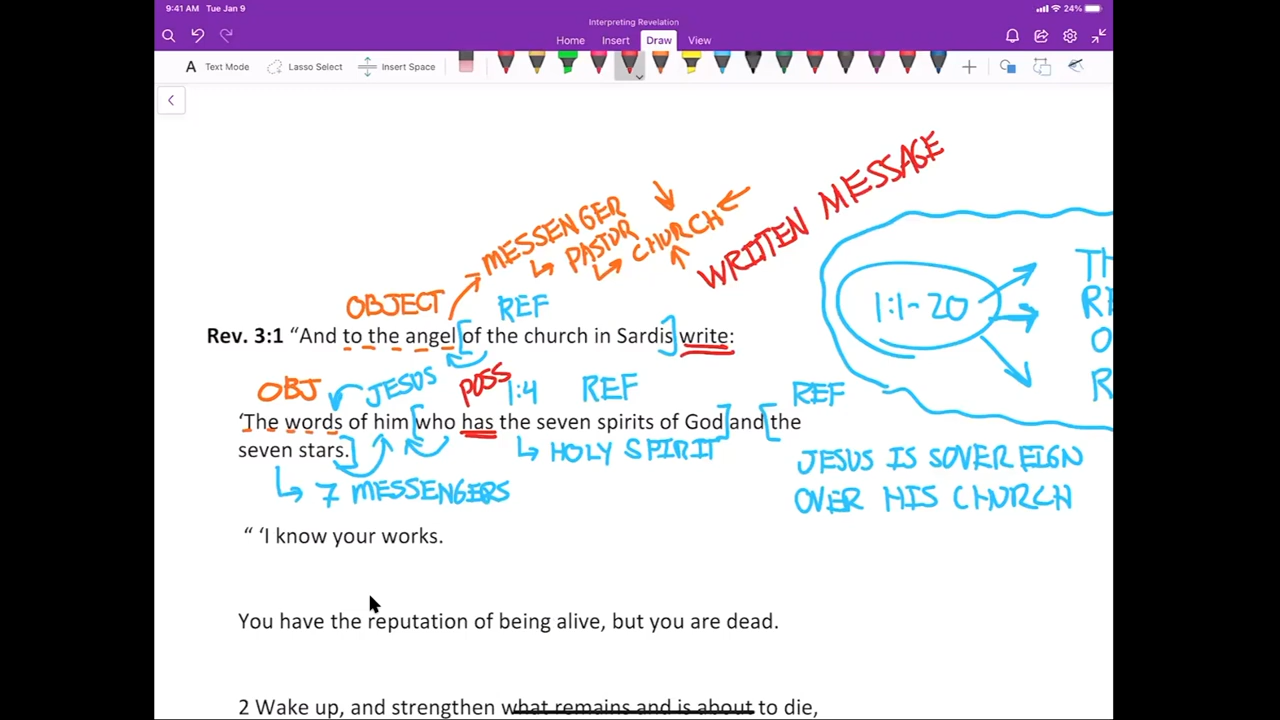 9:41 AM Tue Jan 9
24%
Interpreting Revelation
Home Insert Draw View
Text Mode Lasso Select Insert Space
WRITTEN MESSAGE
MESSENGER
↳ PASTOR
↳ CHURCH
OBJECT REF
1:1-20
TH
RE
O
R
Rev. 3:1 “And to the angel [of the church in Sardis] write:
OBJ JESUS POSS 1:4 REF REF
‘The words of him [who has the seven spirits of God] and [the
seven stars.]
↳ HOLY SPIRIT
↳ 7 MESSENGERS
JESUS IS SOVEREIGN
OVER HIS CHURCH
“ ‘I know your works.
You have the reputation of being alive, but you are dead.
2 Wake up, and strengthen what remains and is about to die,